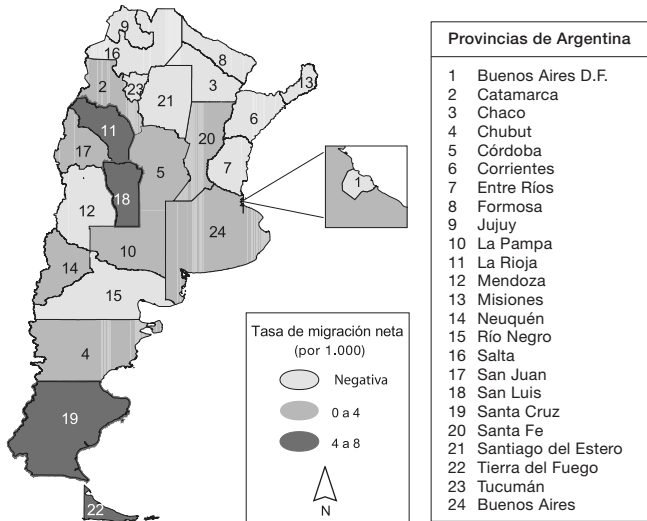 9
16
8
2
23
21
3
13
11
20
6
17
5
7
1
18
12
24
10
14
15
4
19
22
Tasa de migración neta
(por 1.000)
Negativa
0 a 4
4 a 8
N
Provincias de Argentina
1 Buenos Aires D.F.
2 Catamarca
3 Chaco
4 Chubut
5 Córdoba
6 Corrientes
7 Entre Ríos
8 Formosa
9 Jujuy
10 La Pampa
11 La Rioja
12 Mendoza
13 Misiones
14 Neuquén
15 Río Negro
16 Salta
17 San Juan
18 San Luis
19 Santa Cruz
20 Santa Fe
21 Santiago del Estero
22 Tierra del Fuego
23 Tucumán
24 Buenos Aires